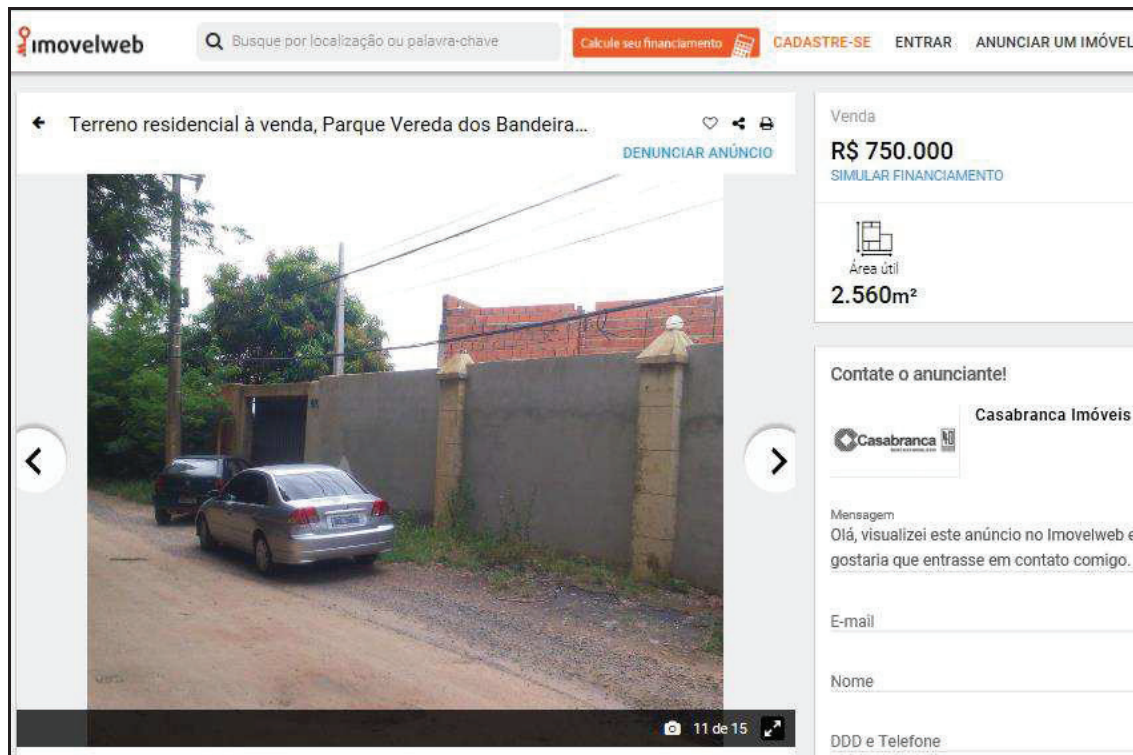 imovelweb
Busque por localização ou palavra-chave
Calcule seu financiamento
CADASTRE-SE
ENTRAR
ANUNCIAR UM IMÓVEL
Terreno residencial à venda, Parque Vereda dos Bandeira...
DENUNCIAR ANÚNCIO
11 de 15
Venda
R$ 750.000
SIMULAR FINANCIAMENTO
Área útil
2.560m²
Contate o anunciante!
Casabranca
Casabranca Imóveis
Mensagem
Olá, visualizei este anúncio no Imovelweb e
gostaria que entrasse em contato comigo.
E-mail
Nome
DDD e Telefone